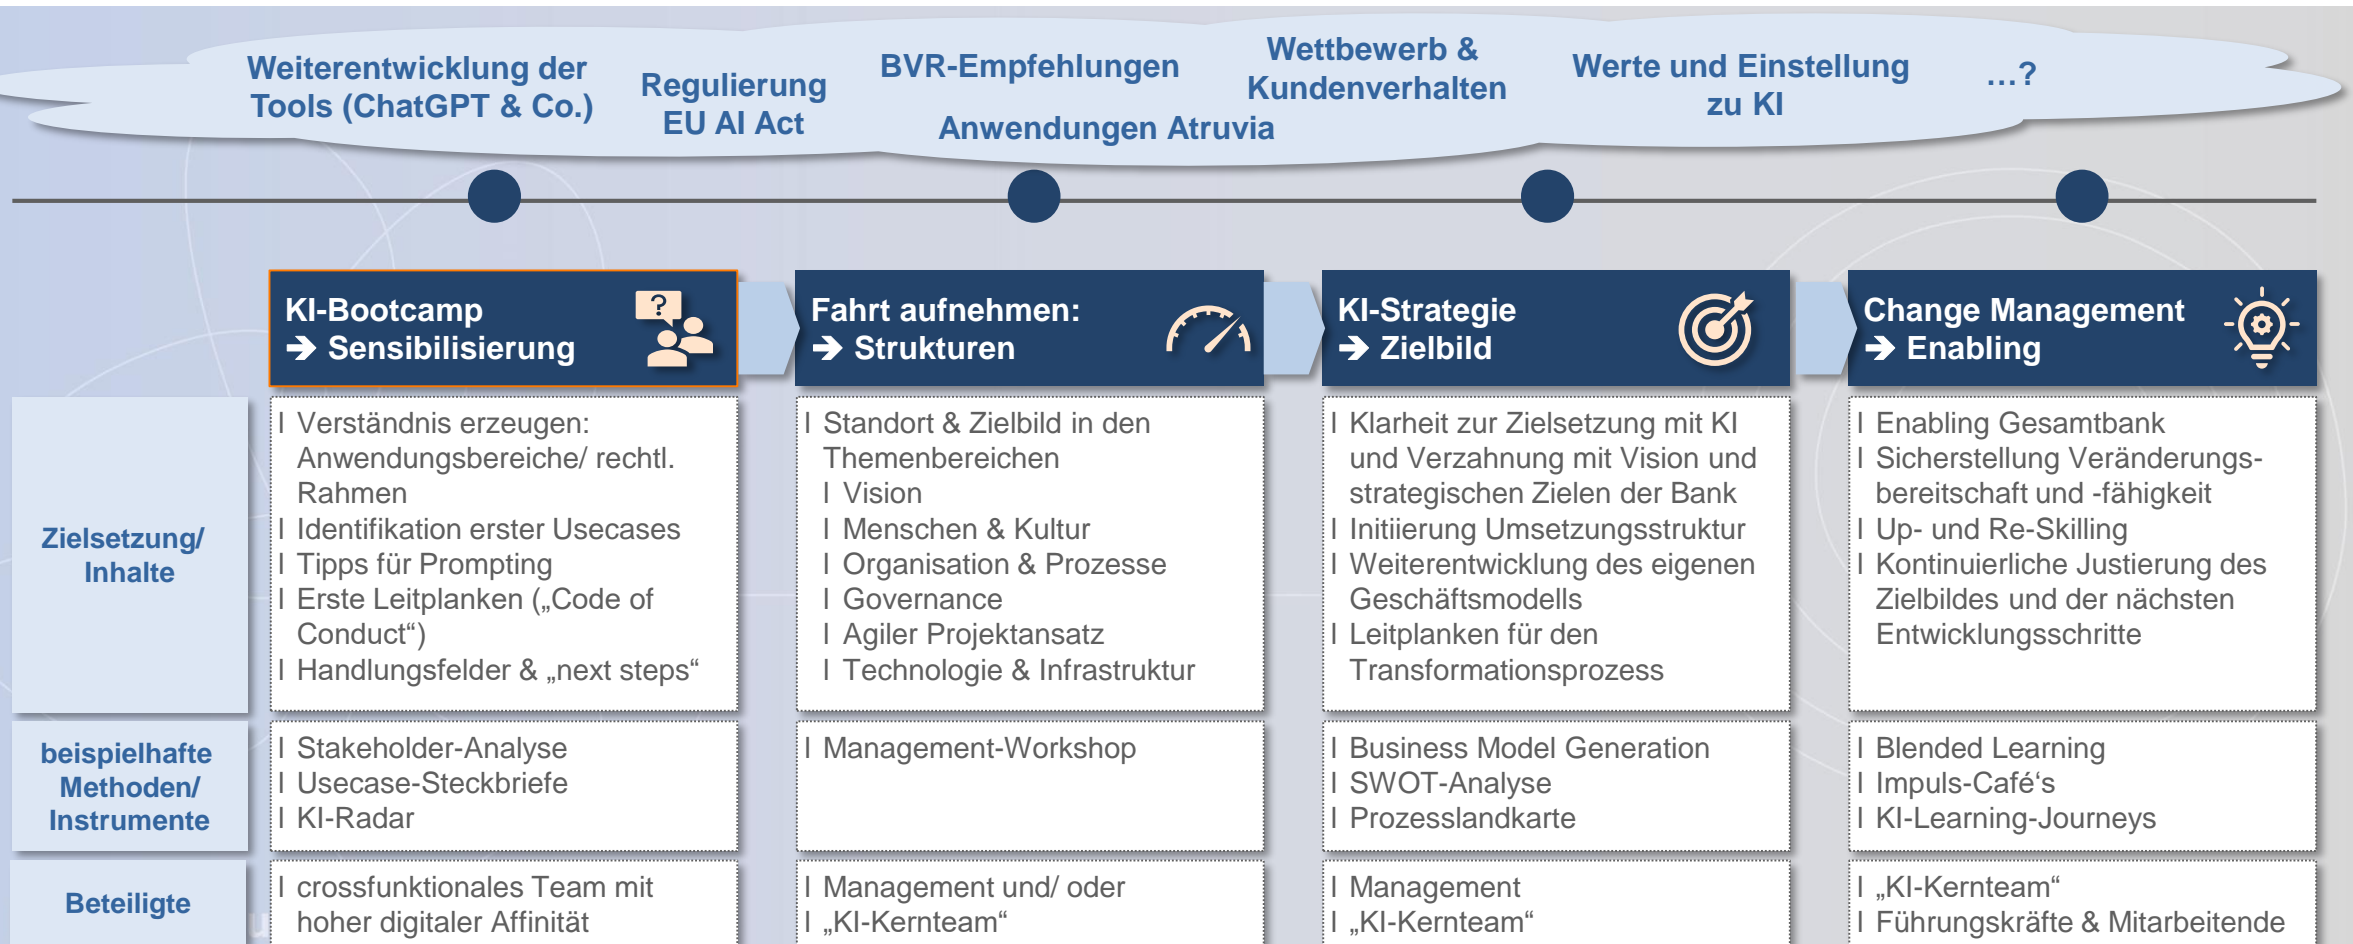 Weiterentwicklung der
Tools (ChatGPT & Co.)
Regulierung
EU AI Act
BVR-Empfehlungen
Anwendungen Atruvia
Wettbewerb &
Kundenverhalten
Werte und Einstellung
zu KI
…?
KI-Bootcamp
➔ Sensibilisierung
Fahrt aufnehmen:
➔ Strukturen
KI-Strategie
➔ Zielbild
Change Management
➔ Enabling
Zielsetzung/
Inhalte
l Verständnis erzeugen:
Anwendungsbereiche/ rechtl.
Rahmen
l Identifikation erster Usecases
l Tipps für Prompting
l Erste Leitplanken („Code of
Conduct“)
l Handlungsfelder & „next steps“
l Standort & Zielbild in den
Themenbereichen
l Vision
l Menschen & Kultur
l Organisation & Prozesse
l Governance
l Agiler Projektansatz
l Technologie & Infrastruktur
l Klarheit zur Zielsetzung mit KI
und Verzahnung mit Vision und
strategischen Zielen der Bank
l Initiierung Umsetzungsstruktur
l Weiterentwicklung des eigenen
Geschäftsmodells
l Leitplanken für den
Transformationsprozess
l Enabling Gesamtbank
l Sicherstellung Veränderungs-
bereitschaft und -fähigkeit
l Up- und Re-Skilling
l Kontinuierliche Justierung des
Zielbildes und der nächsten
Entwicklungsschritte
beispielhafte
Methoden/
Instrumente
l Stakeholder-Analyse
l Usecase-Steckbriefe
l KI-Radar
l Management-Workshop
l Business Model Generation
l SWOT-Analyse
l Prozesslandkarte
l Blended Learning
l Impuls-Café‘s
l KI-Learning-Journeys
Beteiligte
l crossfunktionales Team mit
hoher digitaler Affinität
l Management und/ oder
l „KI-Kernteam“
l Management
l „KI-Kernteam“
l „KI-Kernteam“
l Führungskräfte & Mitarbeitende